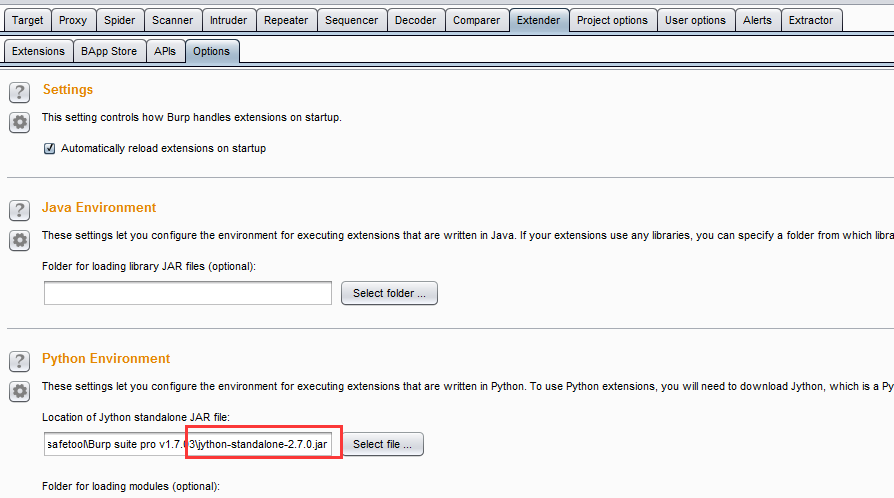 Target Proxy Spider Scanner Intruder Repeater Sequencer Decoder Comparer Extender Project options User options Alerts Extractor
Extensions BApp Store APIs Options
? Settings
This setting controls how Burp handles extensions on startup.
Automatically reload extensions on startup
? Java Environment
These settings let you configure the environment for executing extensions that are written in Java. If your extensions use any libraries, you can specify a folder from which libra
Folder for loading library JAR files (optional):
Select folder ...
? Python Environment
These settings let you configure the environment for executing extensions that are written in Python. To use Python extensions, you will need to download Jython, which is a Py
Location of Jython standalone JAR file:
safetool\Burp suite pro v1.7.03\jython-standalone-2.7.0.jar Select file ...
Folder for loading modules (optional):